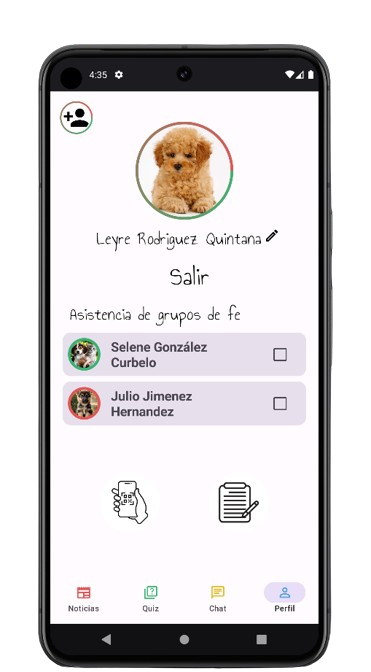 4:35
Leyre Rodriguez Quintana
Salir
Asistencia de grupos de fe
Selene González
Curbelo
Julio Jimenez
Hernandez
Noticias
Quiz
Chat
Perfil